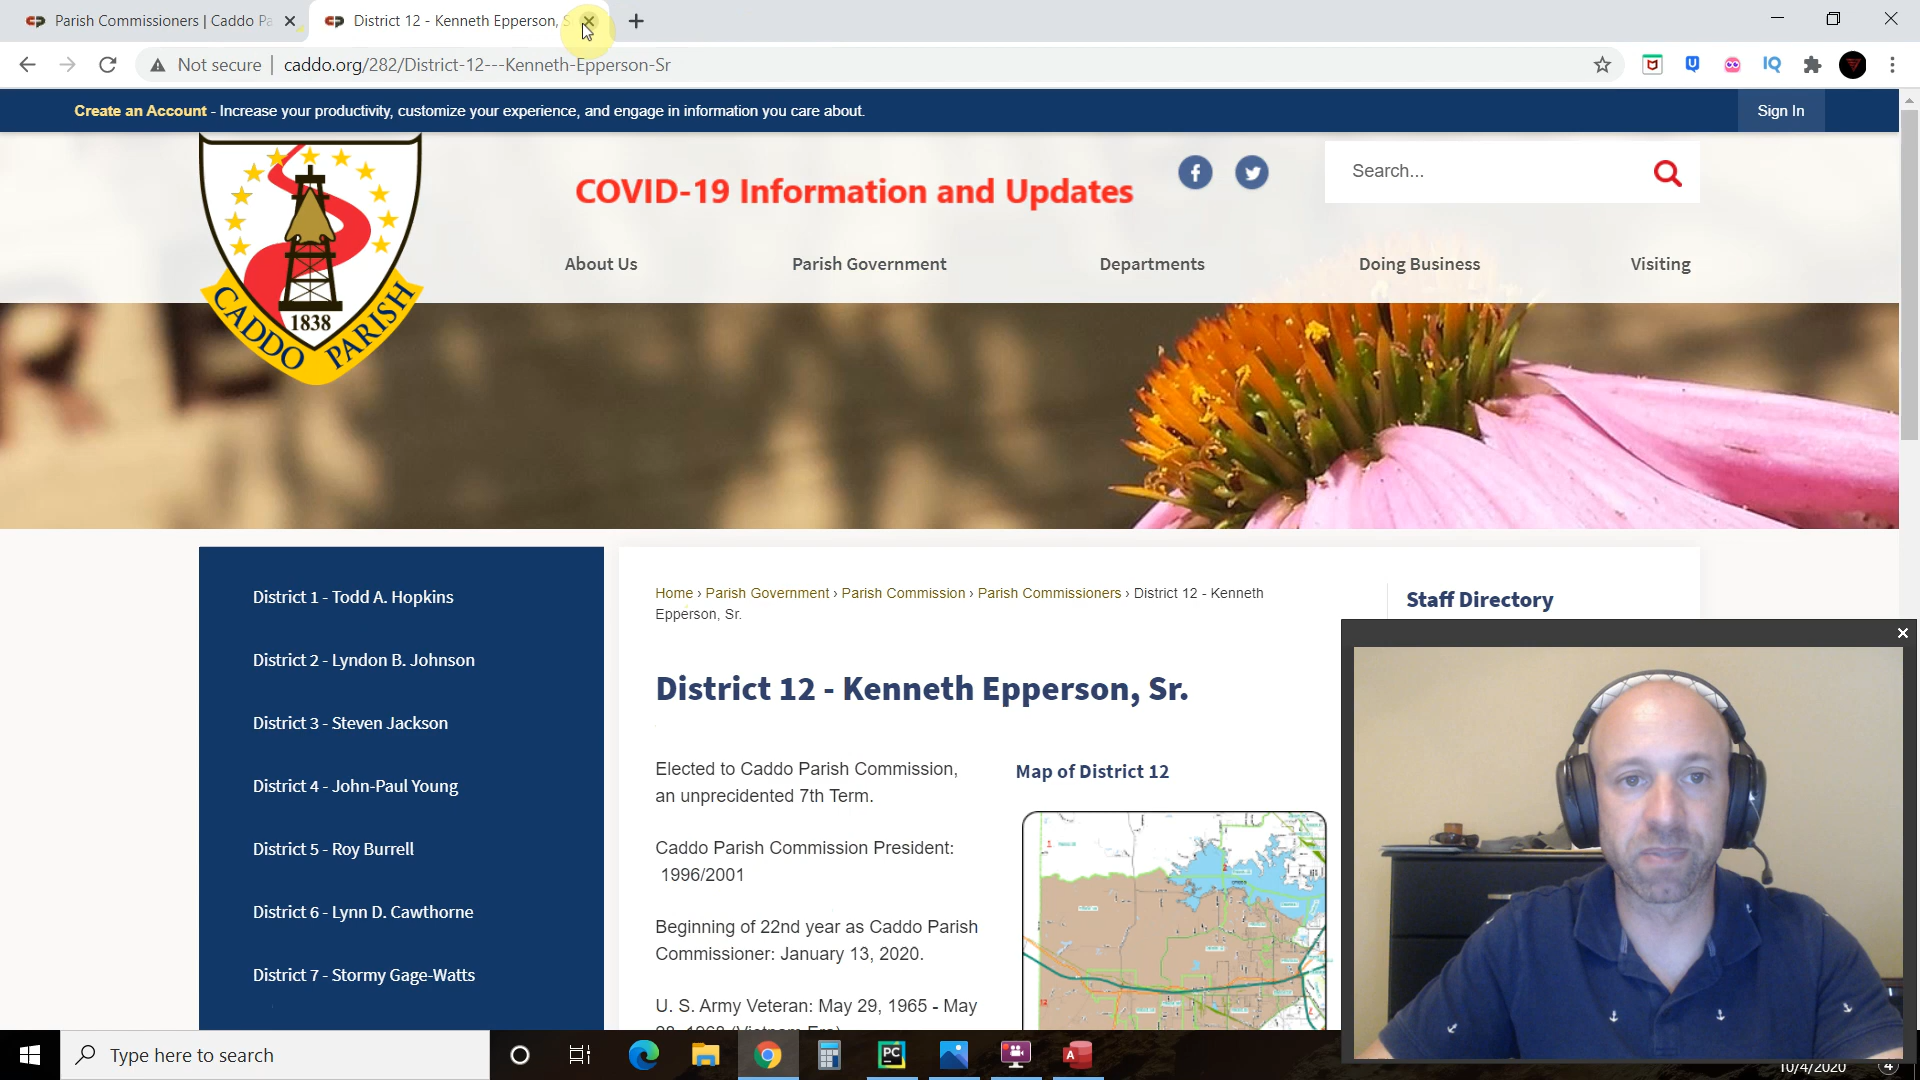 Parish Commissioners | Caddo Pa
District 12 - Kenneth Epperson, S
Not secure
caddo.org/282/District-12---Kenneth-Epperson-Sr
Create an Account - Increase your productivity, customize your experience, and engage in information you care about.
Sign In
COVID-19 Information and Updates
Search...
About Us
Parish Government
Departments
Doing Business
Visiting
1838
CADDO PARISH
District 1 - Todd A. Hopkins
District 2 - Lyndon B. Johnson
District 3 - Steven Jackson
District 4 - John-Paul Young
District 5 - Roy Burrell
District 6 - Lynn D. Cawthorne
District 7 - Stormy Gage-Watts
Home › Parish Government › Parish Commission › Parish Commissioners › District 12 - Kenneth
Epperson, Sr.
Staff Directory
District 12 - Kenneth Epperson, Sr.
Elected to Caddo Parish Commission,
an unprecidented 7th Term.
Caddo Parish Commission President:
1996/2001
Beginning of 22nd year as Caddo Parish
Commissioner: January 13, 2020.
U. S. Army Veteran: May 29, 1965 - May
Map of District 12
Type here to search
10/4/2020
4